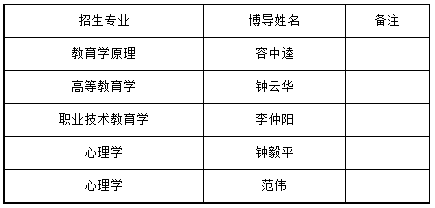 招生专业 博导姓名 备注
教育学原理 容中逵
高等教育学 钟云华
职业技术教育学 李仲阳
心理学 钟毅平
心理学 范伟